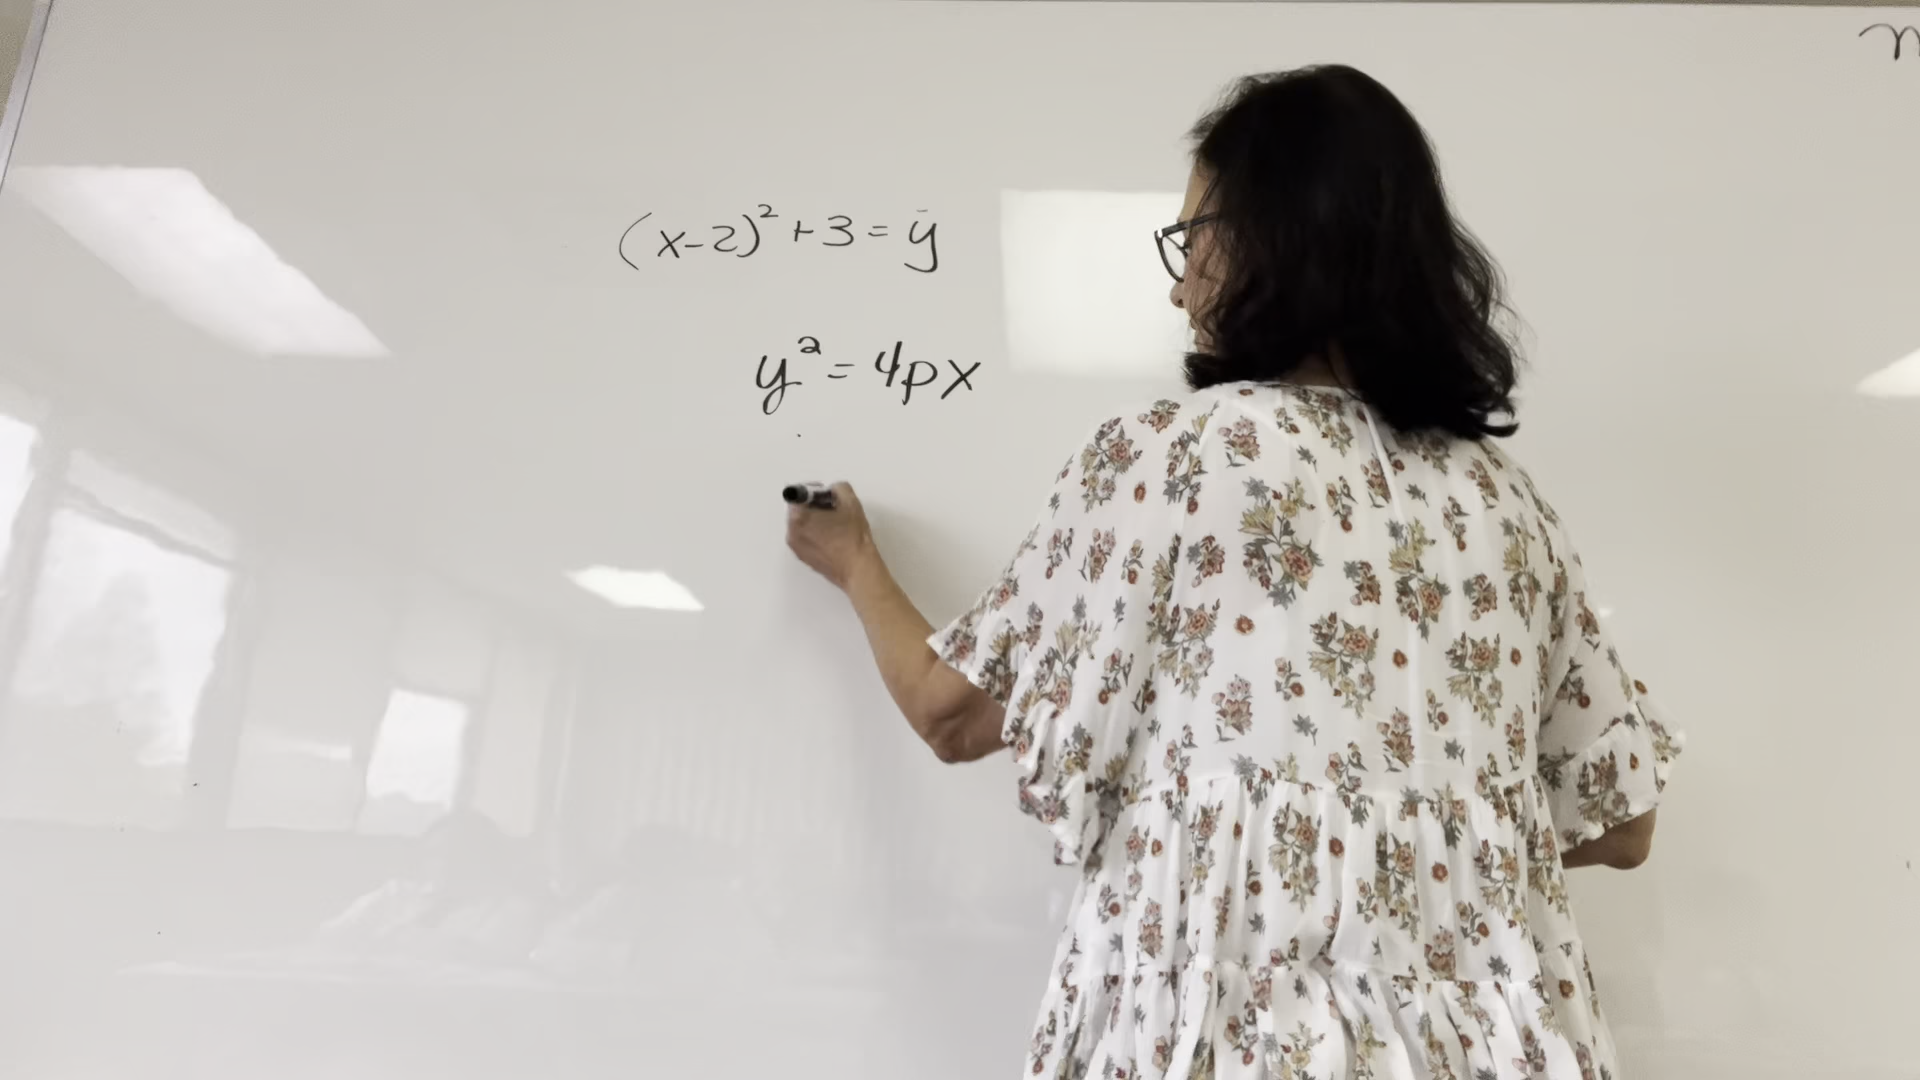 (x-2)² + 3 = y
y² = 4px